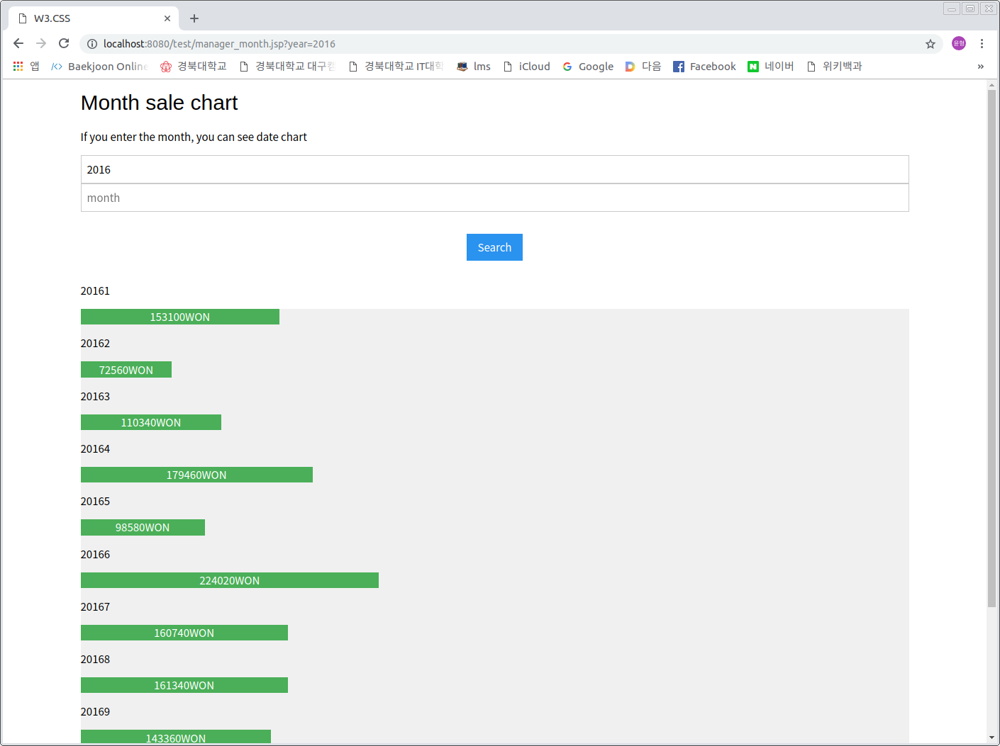 W3.CSS
localhost:8080/test/manager_month.jsp?year=2016
윤형
앱 Baekjoon Online 경북대학교 경북대학교 대구캠 경북대학교 IT대학 lms iCloud Google 다음 Facebook 네이버 위키백과 »
Month sale chart
If you enter the month, you can see date chart
2016
month
Search
20161
153100WON
20162
72560WON
20163
110340WON
20164
179460WON
20165
98580WON
20166
224020WON
20167
160740WON
20168
161340WON
20169
143360WON